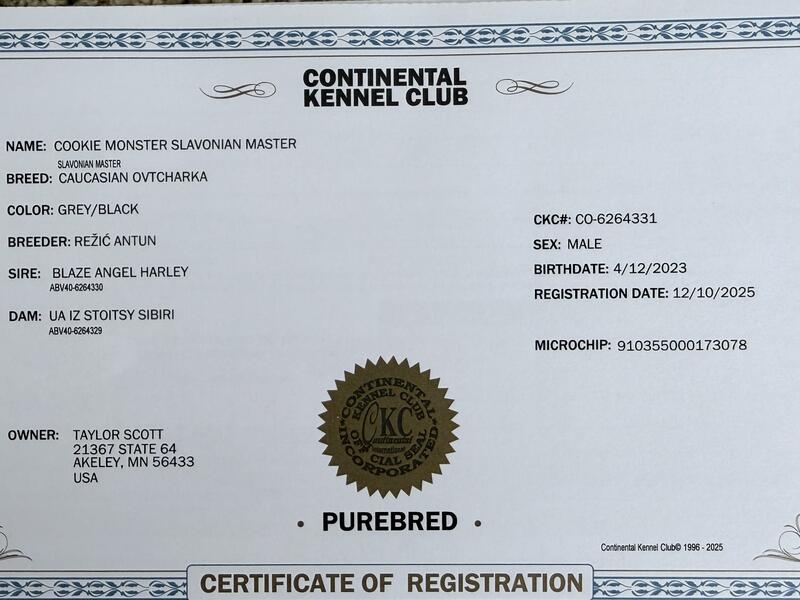 CONTINENTAL
KENNEL CLUB
NAME: COOKIE MONSTER SLAVONIAN MASTER
SLAVONIAN MASTER
BREED: CAUCASIAN OVTCHARKA
COLOR: GREY/BLACK
BREEDER: REŽIĆ ANTUN
SIRE: BLAZE ANGEL HARLEY
ABV40-6264330
DAM: UA IZ STOITSY SIBIRI
ABV40-6264329
CKC#: CO-6264331
SEX: MALE
BIRTHDATE: 4/12/2023
REGISTRATION DATE: 12/10/2025
MICROCHIP: 910355000173078
OWNER: TAYLOR SCOTT
21367 STATE 64
AKELEY, MN 56433
USA
CONTINENTAL
KENNEL CLUB
CKC
Continental
International
OFFICIAL SEAL
INCORPORATED
• PUREBRED •
Continental Kennel Club© 1996 - 2025
CERTIFICATE OF REGISTRATION